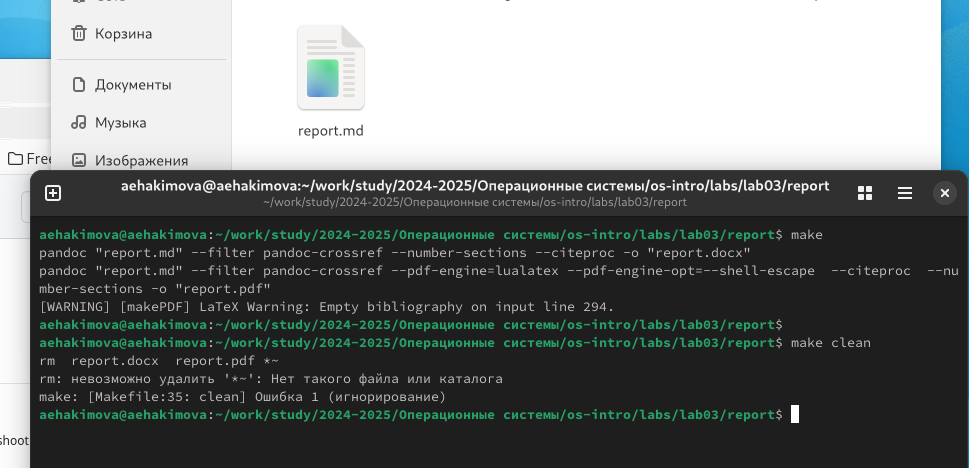 Корзина
Документы
Музыка
Изображения
report.md
Free
aehakimova@aehakimova:~/work/study/2024-2025/Операционные системы/os-intro/labs/lab03/report
~/work/study/2024-2025/Операционные системы/os-intro/labs/lab03/report
aehakimova@aehakimova:~/work/study/2024-2025/Операционные системы/os-intro/labs/lab03/report$ make
pandoc "report.md" --filter pandoc-crossref --number-sections --citeproc -o "report.docx"
pandoc "report.md" --filter pandoc-crossref --pdf-engine=lualatex --pdf-engine-opt=--shell-escape  --citeproc  --nu
mber-sections -o "report.pdf"
[WARNING] [makePDF] LaTeX Warning: Empty bibliography on input line 294.
aehakimova@aehakimova:~/work/study/2024-2025/Операционные системы/os-intro/labs/lab03/report$
aehakimova@aehakimova:~/work/study/2024-2025/Операционные системы/os-intro/labs/lab03/report$ make clean
rm  report.docx  report.pdf *~
rm: невозможно удалить '*~': Нет такого файла или каталога
make: [Makefile:35: clean] Ошибка 1 (игнорирование)
aehakimova@aehakimova:~/work/study/2024-2025/Операционные системы/os-intro/labs/lab03/report$
shoot